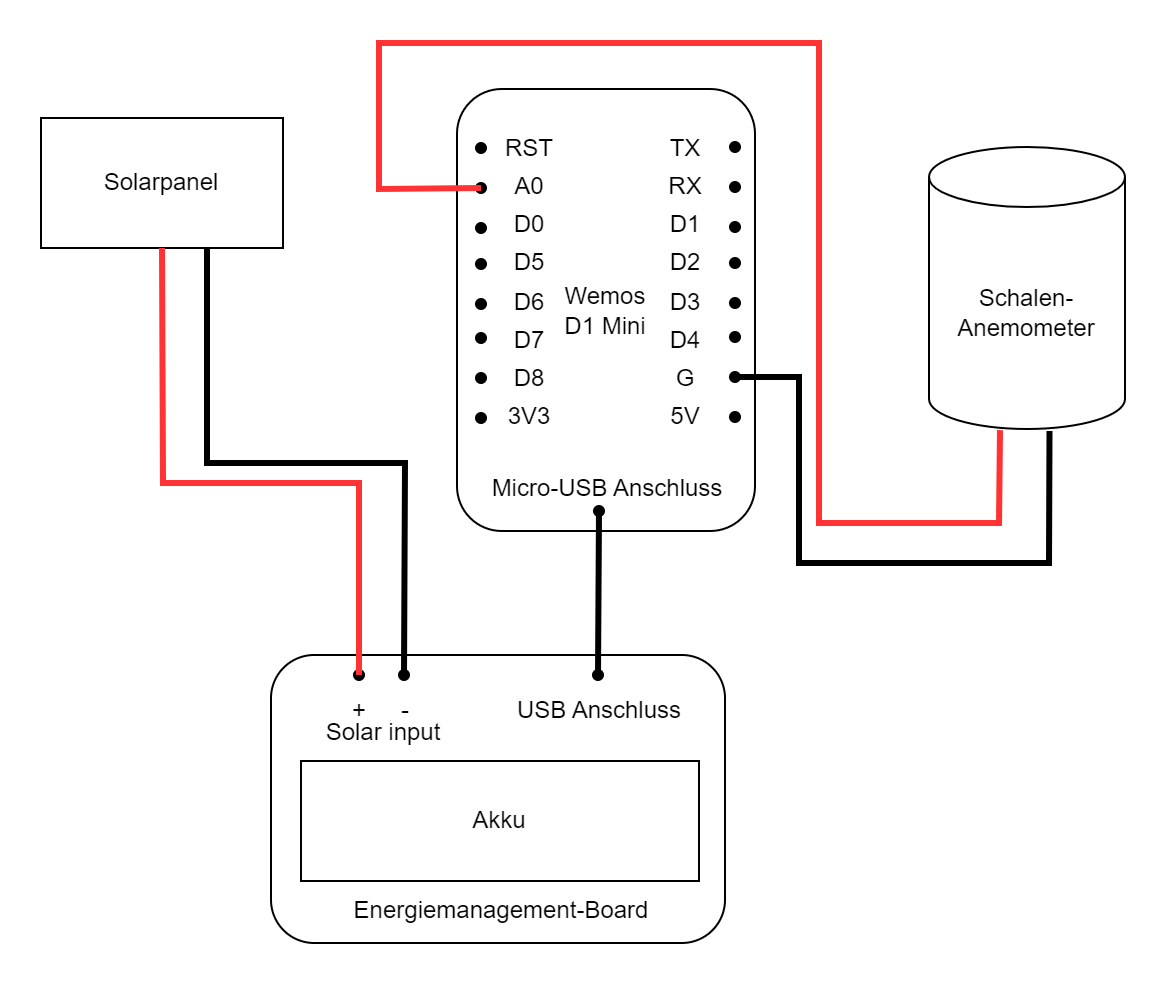 Solarpanel
RST
TX
A0
RX
D0
D1
D5
D2
D6
D3
D7
D4
D8
G
3V3
5V
Wemos
D1 Mini
Micro-USB Anschluss
Schalen-
Anemometer
+ -
Solar input
USB Anschluss
Akku
Energiemanagement-Board